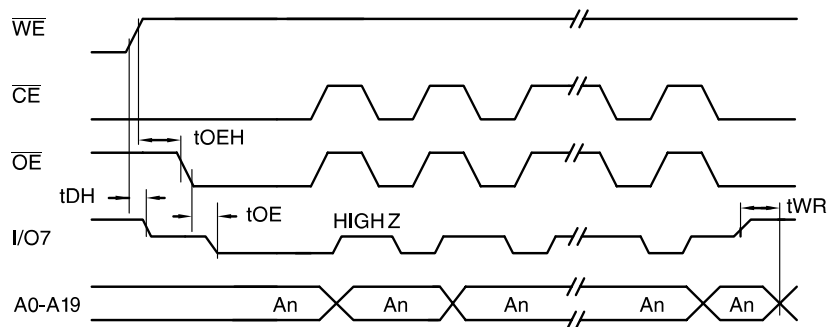 WE
CE
tOEH
OE
tDH
tOE
tWR
I/O7
HIGH Z
A0-A19
An An An An An